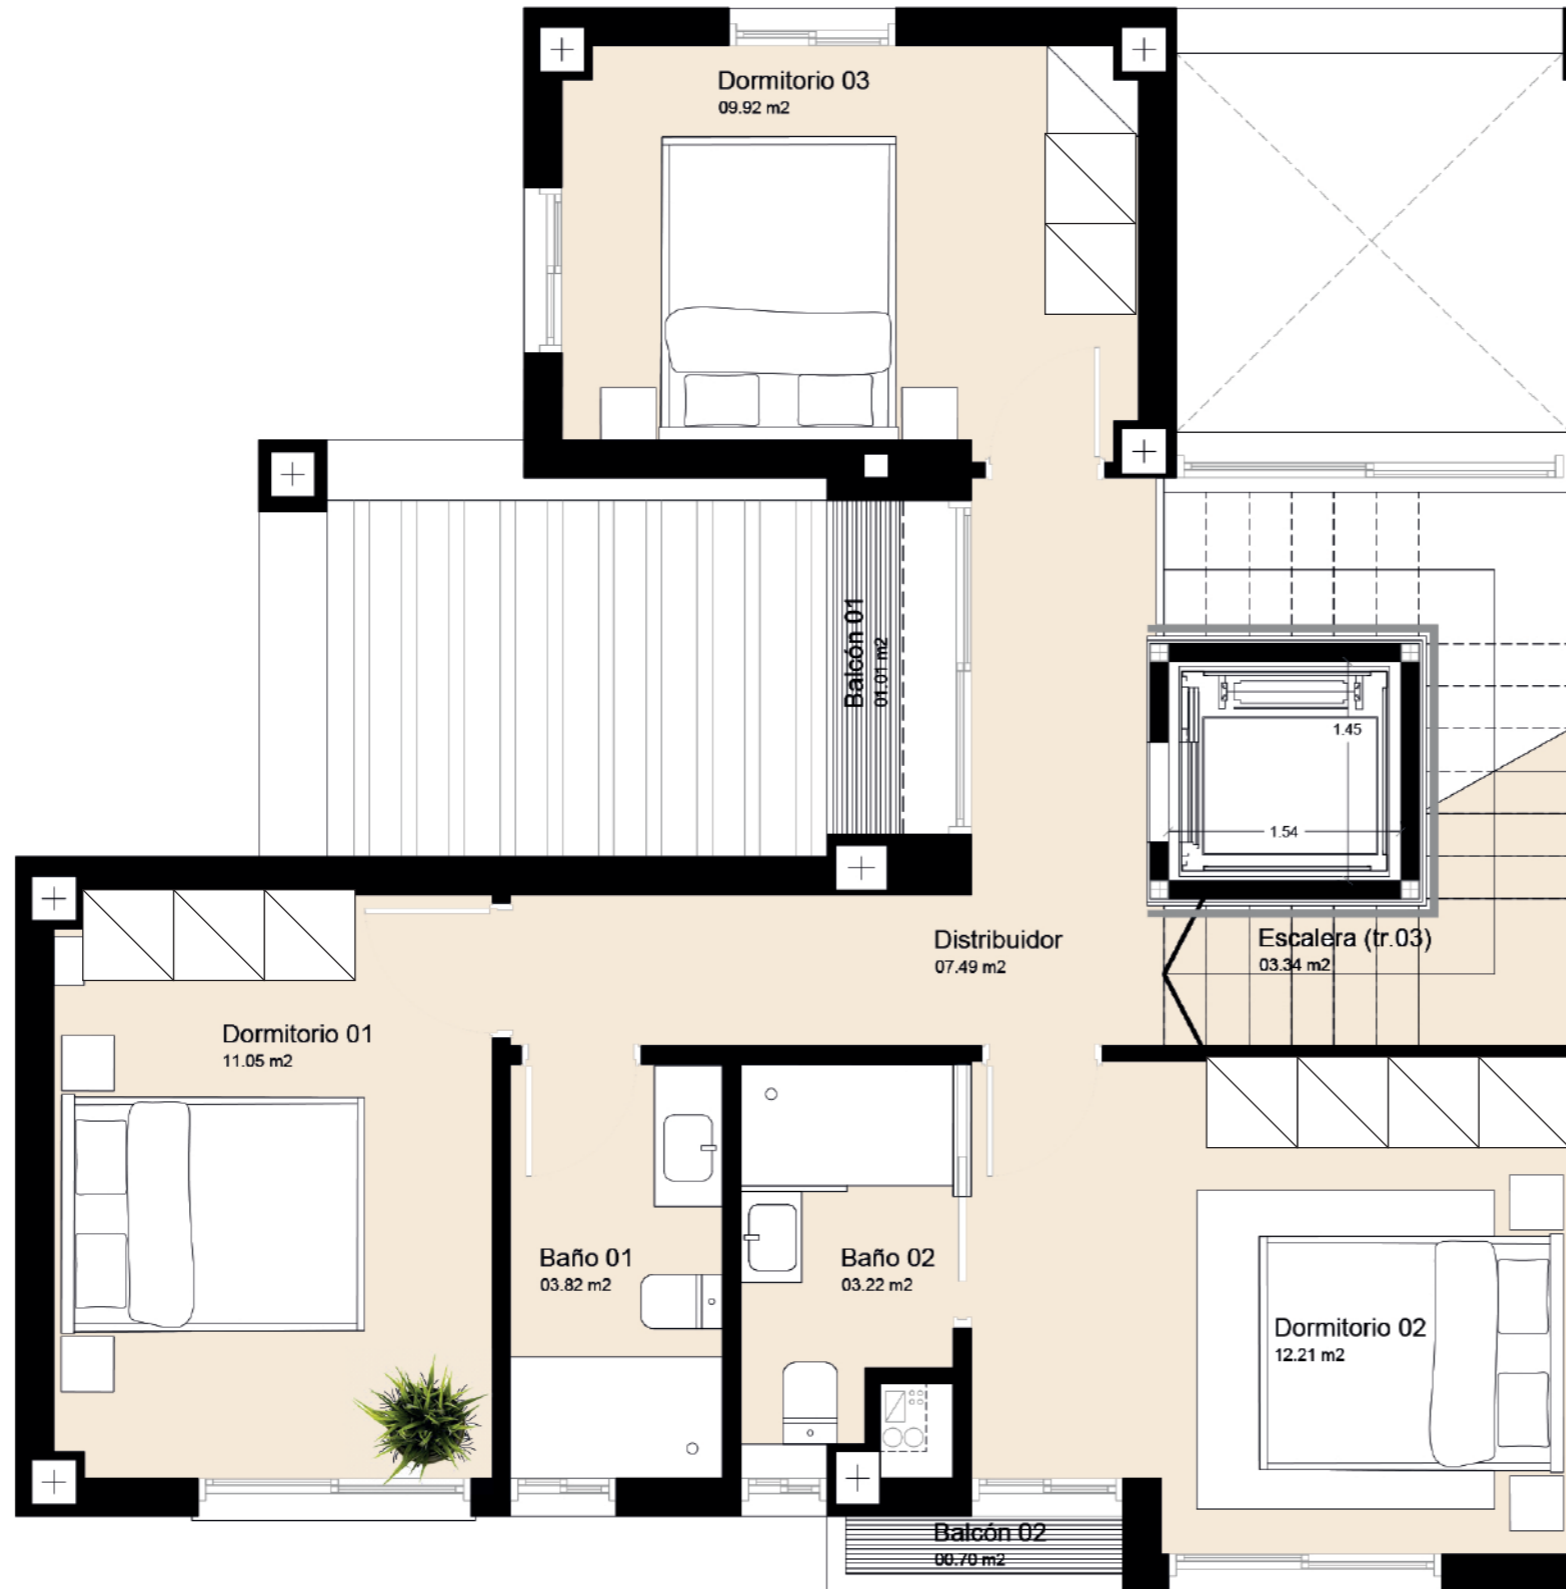 Dormitorio 03
09.92 m2
Balcón 01
01.01 m2
1.45
1.54
Distribuidor
07.49 m2
Escalera (tr.03)
03.34 m2
Dormitorio 01
11.05 m2
Baño 01
03.82 m2
Baño 02
03.22 m2
Dormitorio 02
12.21 m2
Balcón 02
00.70 m2